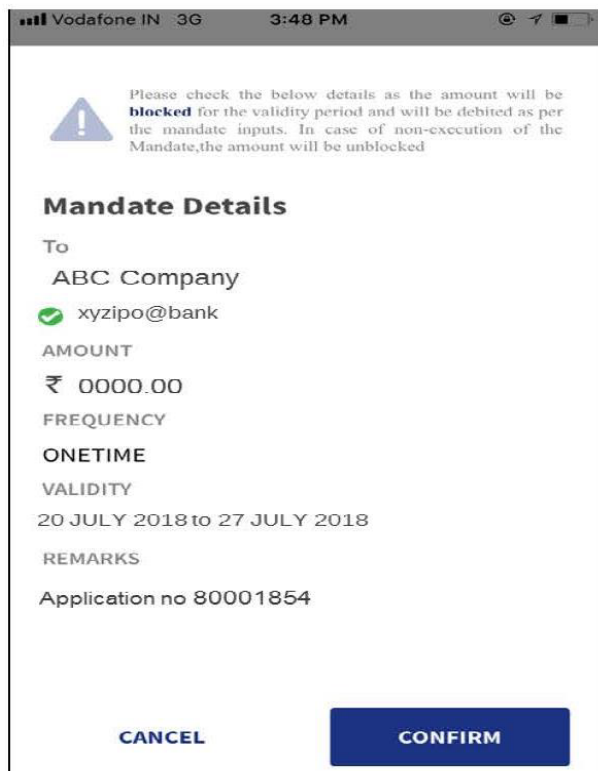 Vodafone IN 3G 3:48 PM
Please check the below details as the amount will be
blocked for the validity period and will be debited as per
the mandate inputs. In case of non-execution of the
Mandate,the amount will be unblocked
Mandate Details
To
ABC Company
xyzipo@bank
AMOUNT
₹ 0000.00
FREQUENCY
ONETIME
VALIDITY
20 JULY 2018 to 27 JULY 2018
REMARKS
Application no 80001854
CANCEL CONFIRM